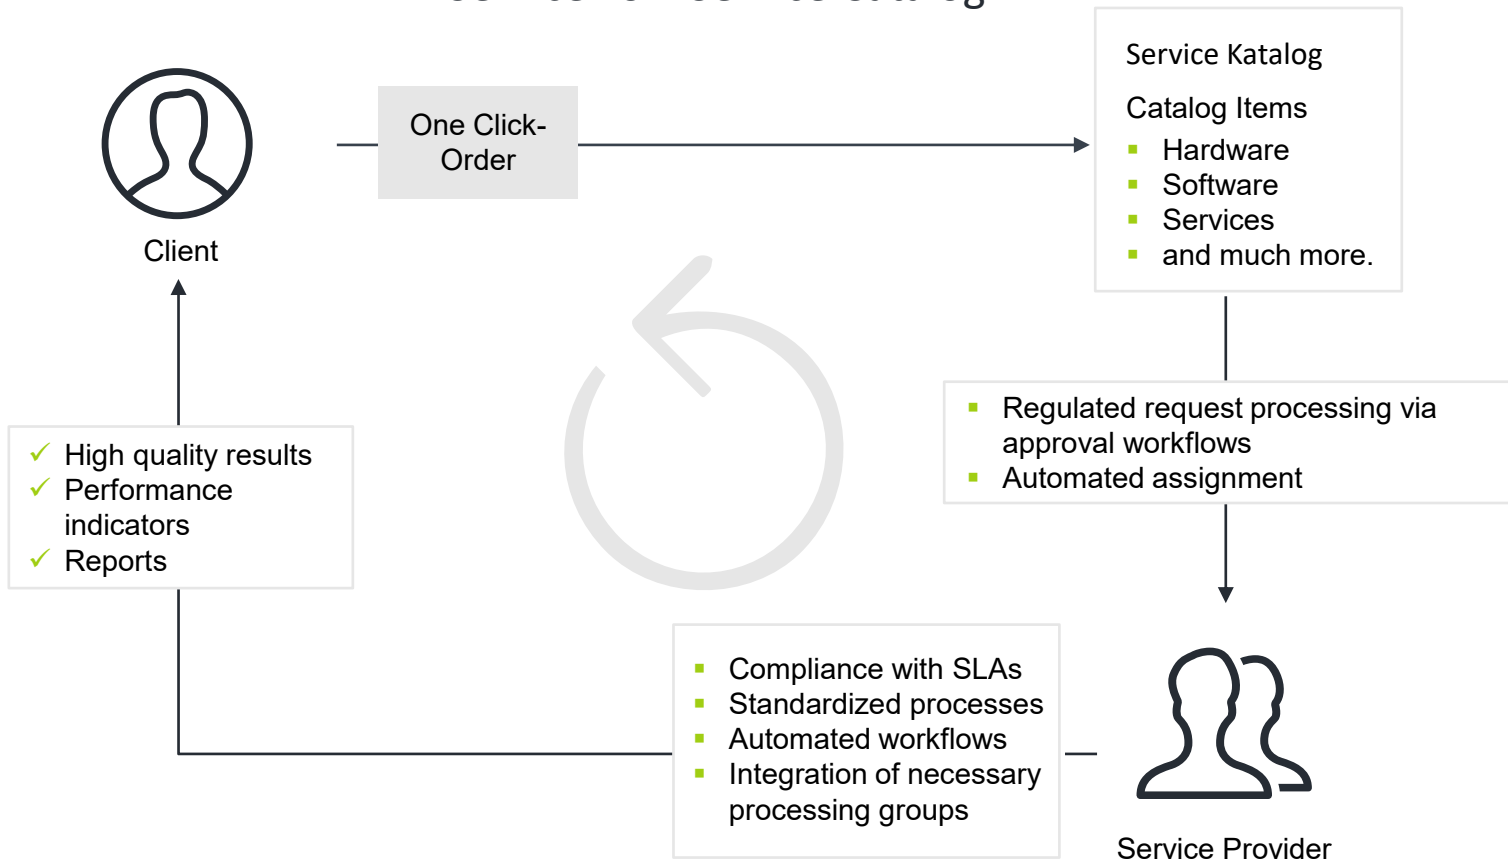 Catalog
Service Katalog
Catalog Items
Hardware
Software
Services
and much more.
One Click-
Order
Client
Regulated request processing via
approval workflows
Automated assignment
High quality results
Performance
indicators
Reports
Compliance with SLAs
Standardized processes
Automated workflows
Integration of necessary
processing groups
Service Provider